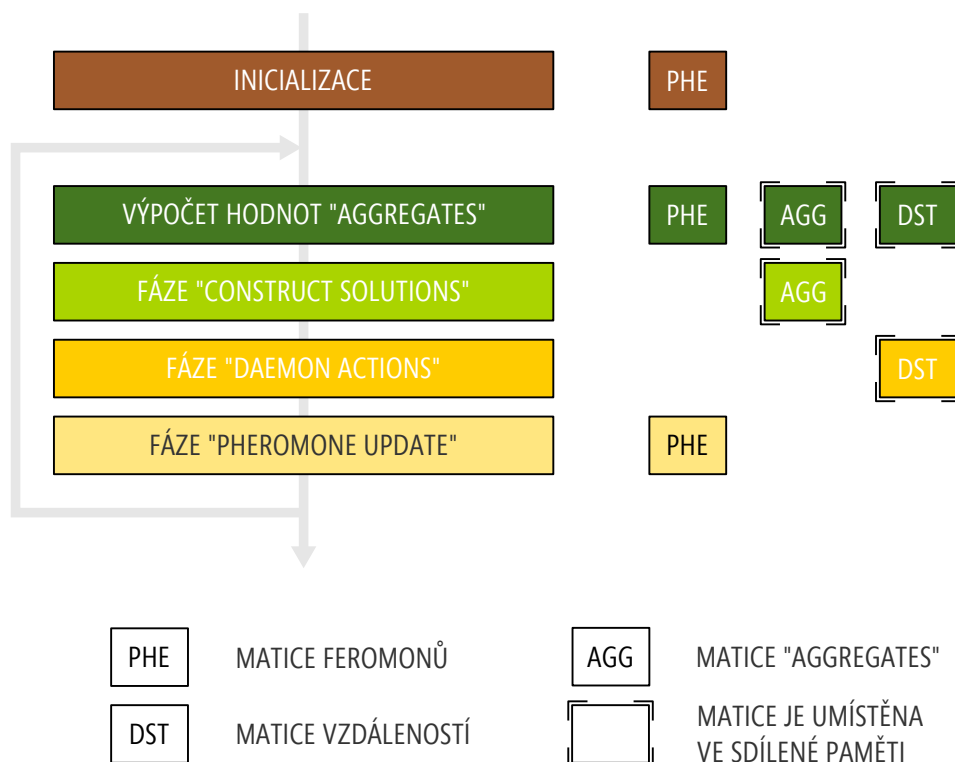 INICIALIZACE PHE
VÝPOČET HODNOT "AGGREGATES" PHE AGG DST
FÁZE "CONSTRUCT SOLUTIONS" AGG
FÁZE "DAEMON ACTIONS" DST
FÁZE "PHEROMONE UPDATE" PHE
PHE MATICE FEROMONŮ
AGG MATICE "AGGREGATES"
DST MATICE VZDÁLENOSTÍ
MATICE JE UMÍSTĚNA
VE SDÍLENÉ PAMĚTI